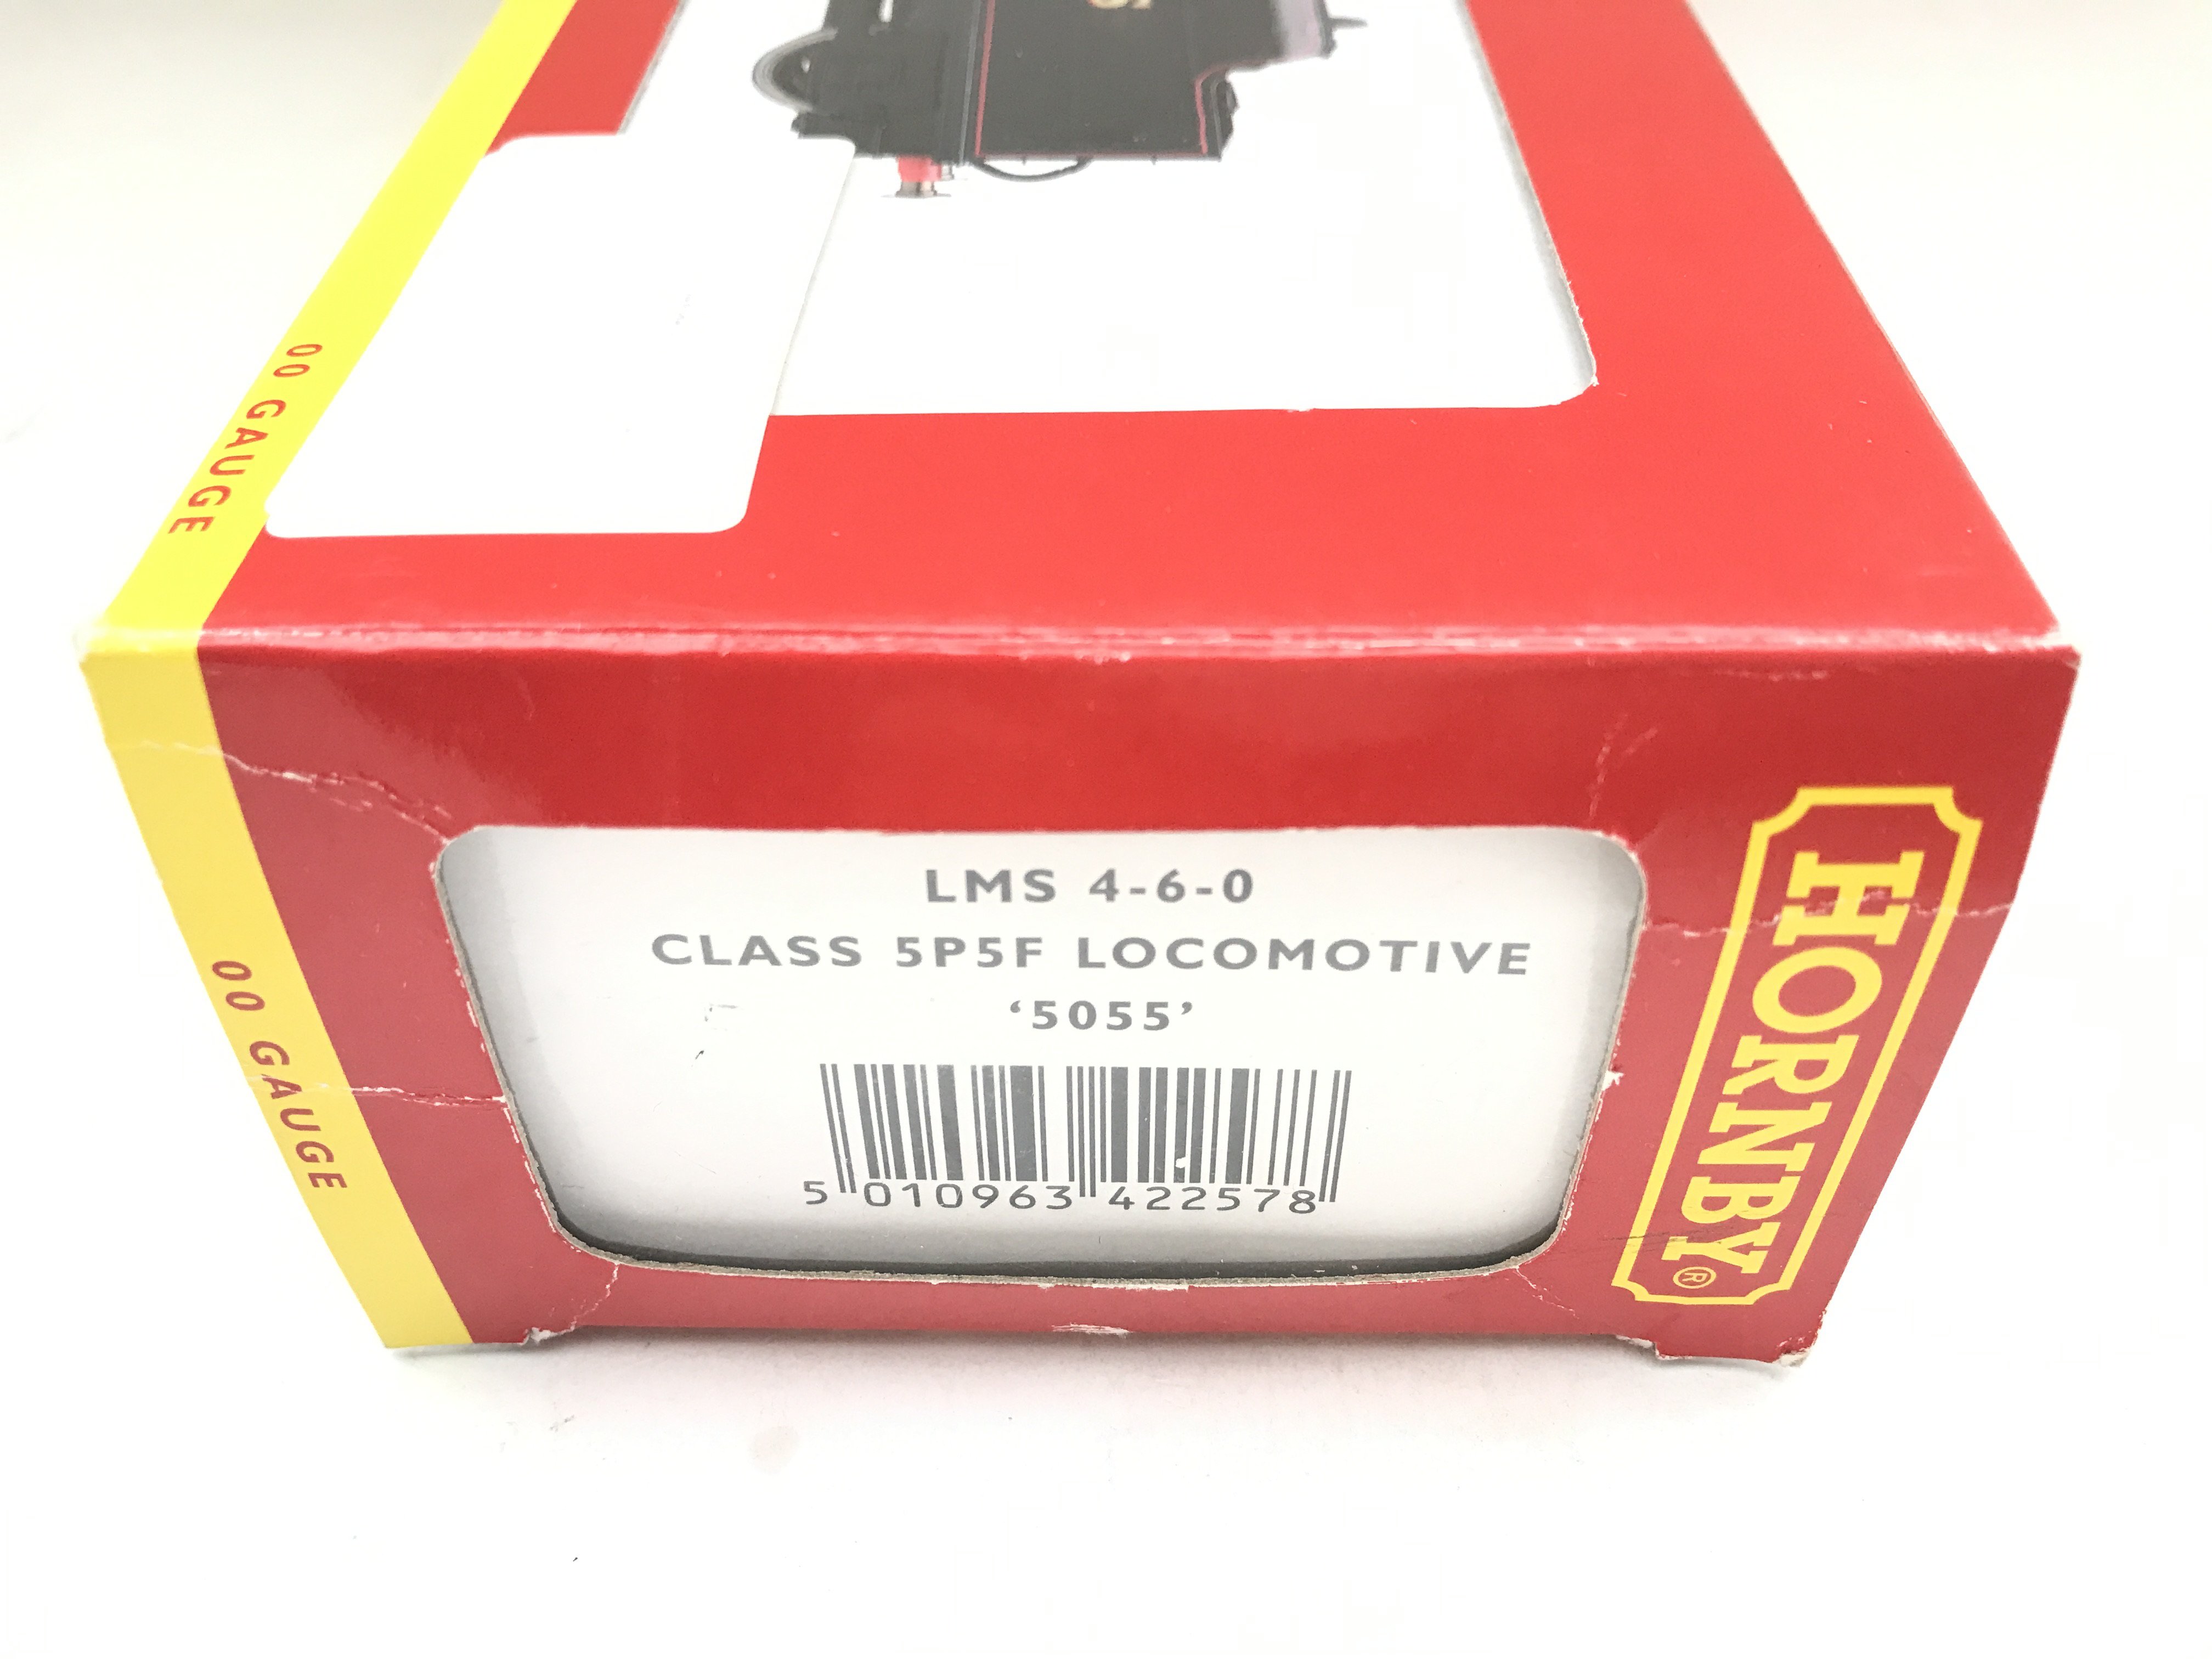 00 GAUGE
LMS 4-6-0
CLASS 5P5F LOCOMOTIVE
‘5055’
5 010963 422578
00 GAUGE
HORNBY®